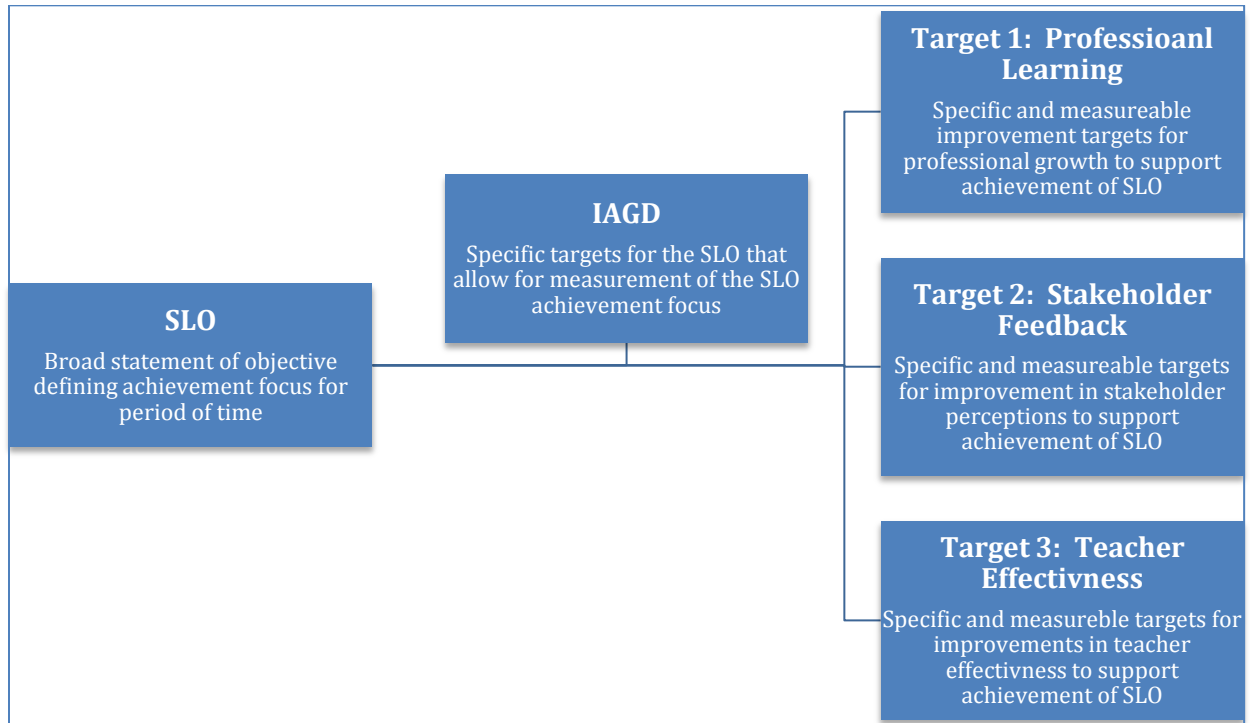 SLO
Broad statement of objective
defining achievement focus for
period of time
IAGD
Specific targets for the SLO that
allow for measurement of the SLO
achievement focus
Target 1:  Professioanl
Learning
Specific and measureable
improvement targets for
professional growth to support
achievement of SLO
Target 2:  Stakeholder
Feedback
Specific and measureable targets
for improvement in stakeholder
perceptions to support
achievement of SLO
Target 3:  Teacher
Effectivness
Specific and measureble targets for
improvements in teacher
effectivness to support
achievement of SLO